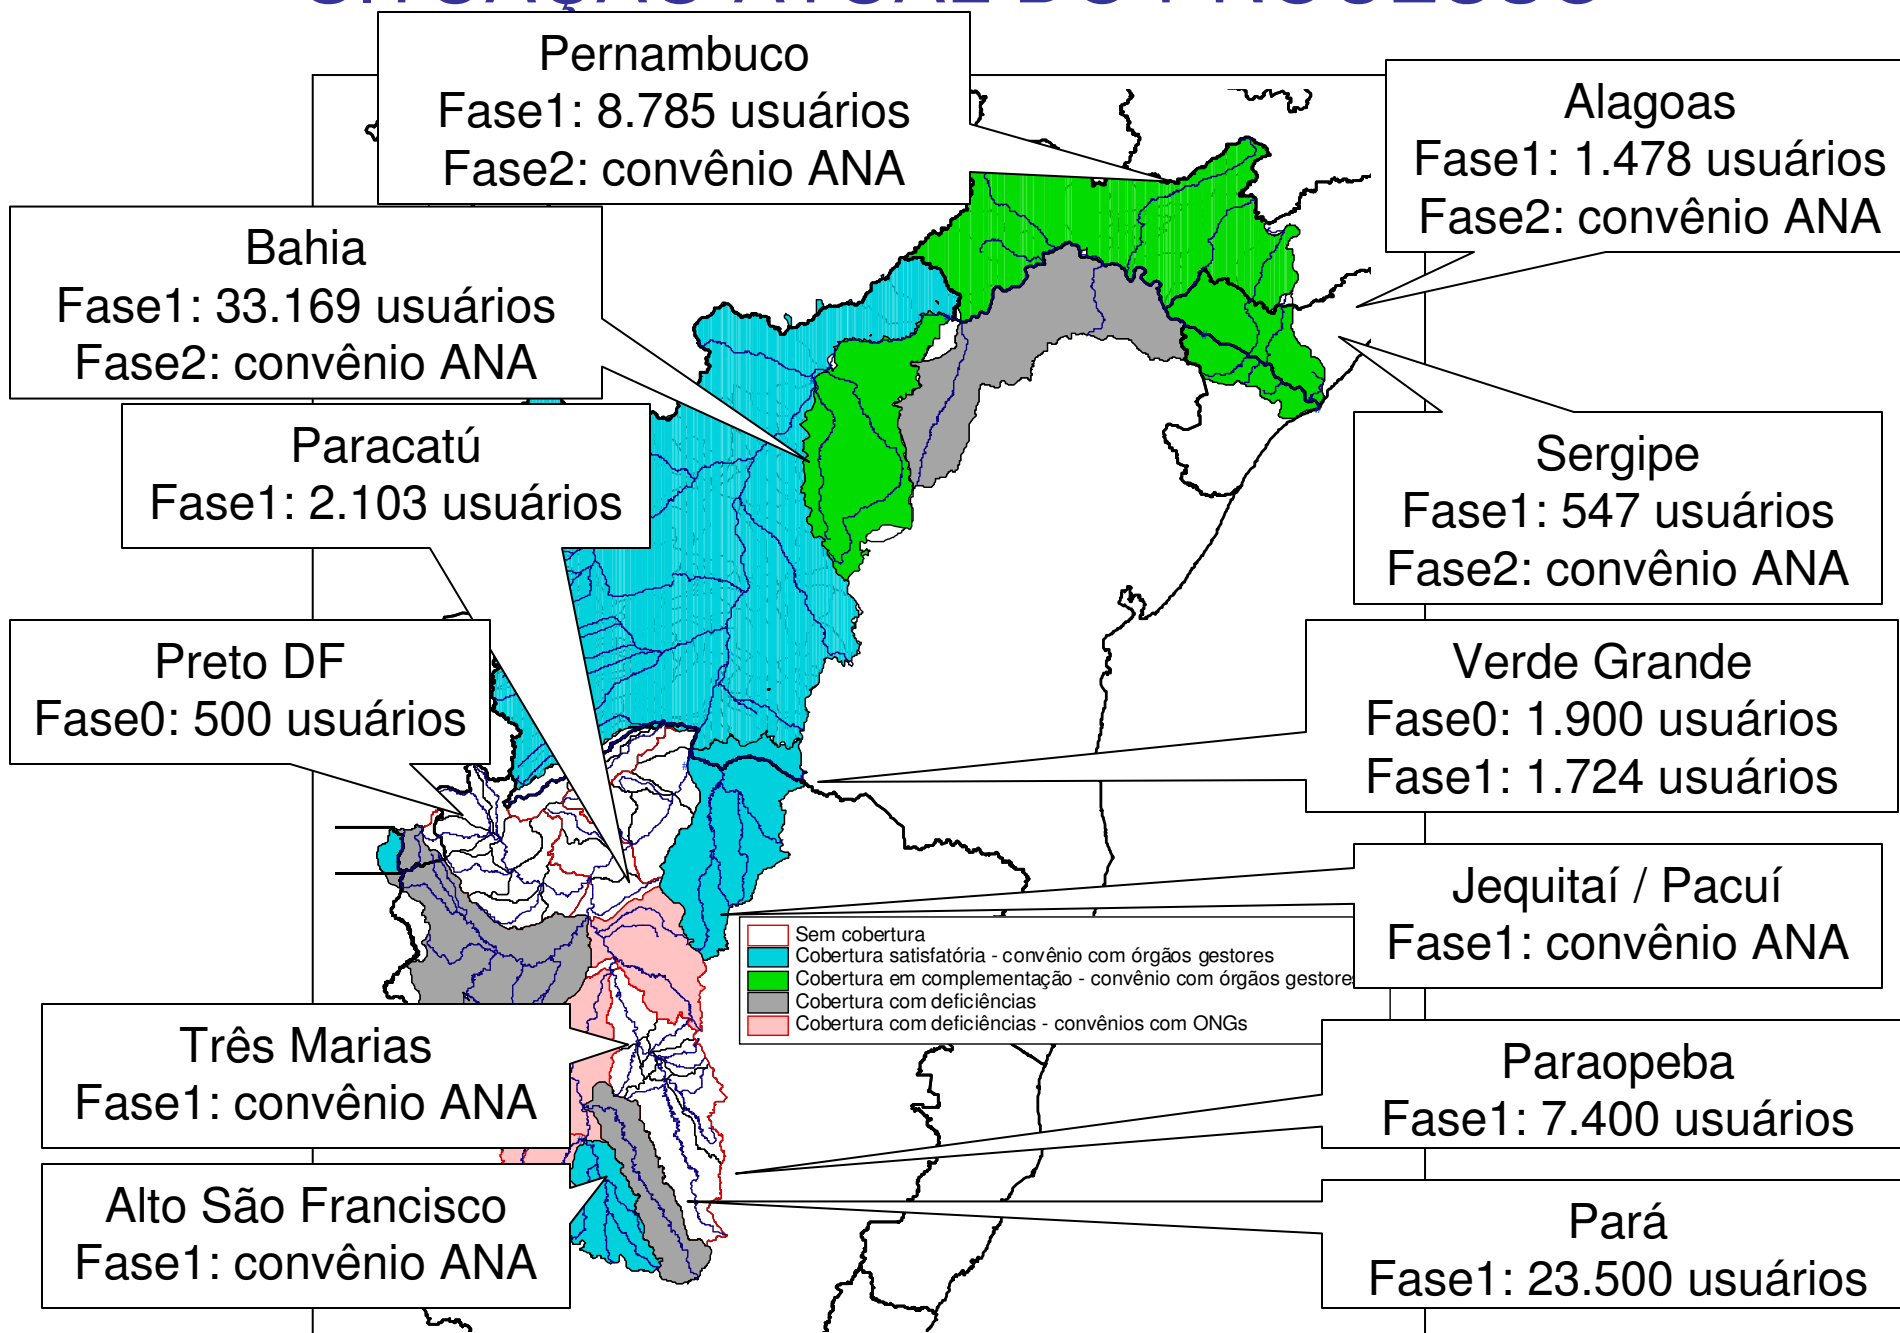 SITUAÇÃO ATUAL DO PROCESSO
Pernambuco
Fase1: 8.785 usuários
Fase2: convênio ANA
Alagoas
Fase1: 1.478 usuários
Fase2: convênio ANA
Bahia
Fase1: 33.169 usuários
Fase2: convênio ANA
Paracatú
Fase1: 2.103 usuários
Sergipe
Fase1: 547 usuários
Fase2: convênio ANA
Preto DF
Fase0: 500 usuários
Verde Grande
Fase0: 1.900 usuários
Fase1: 1.724 usuários
Jequitaí / Pacuí
Fase1: convênio ANA
Sem cobertura
Cobertura satisfatória - convênio com órgãos gestores
Cobertura em complementação - convênio com órgãos gestores
Cobertura com deficiências
Cobertura com deficiências - convênios com ONGs
Três Marias
Fase1: convênio ANA
Paraopeba
Fase1: 7.400 usuários
Alto São Francisco
Fase1: convênio ANA
Pará
Fase1: 23.500 usuários